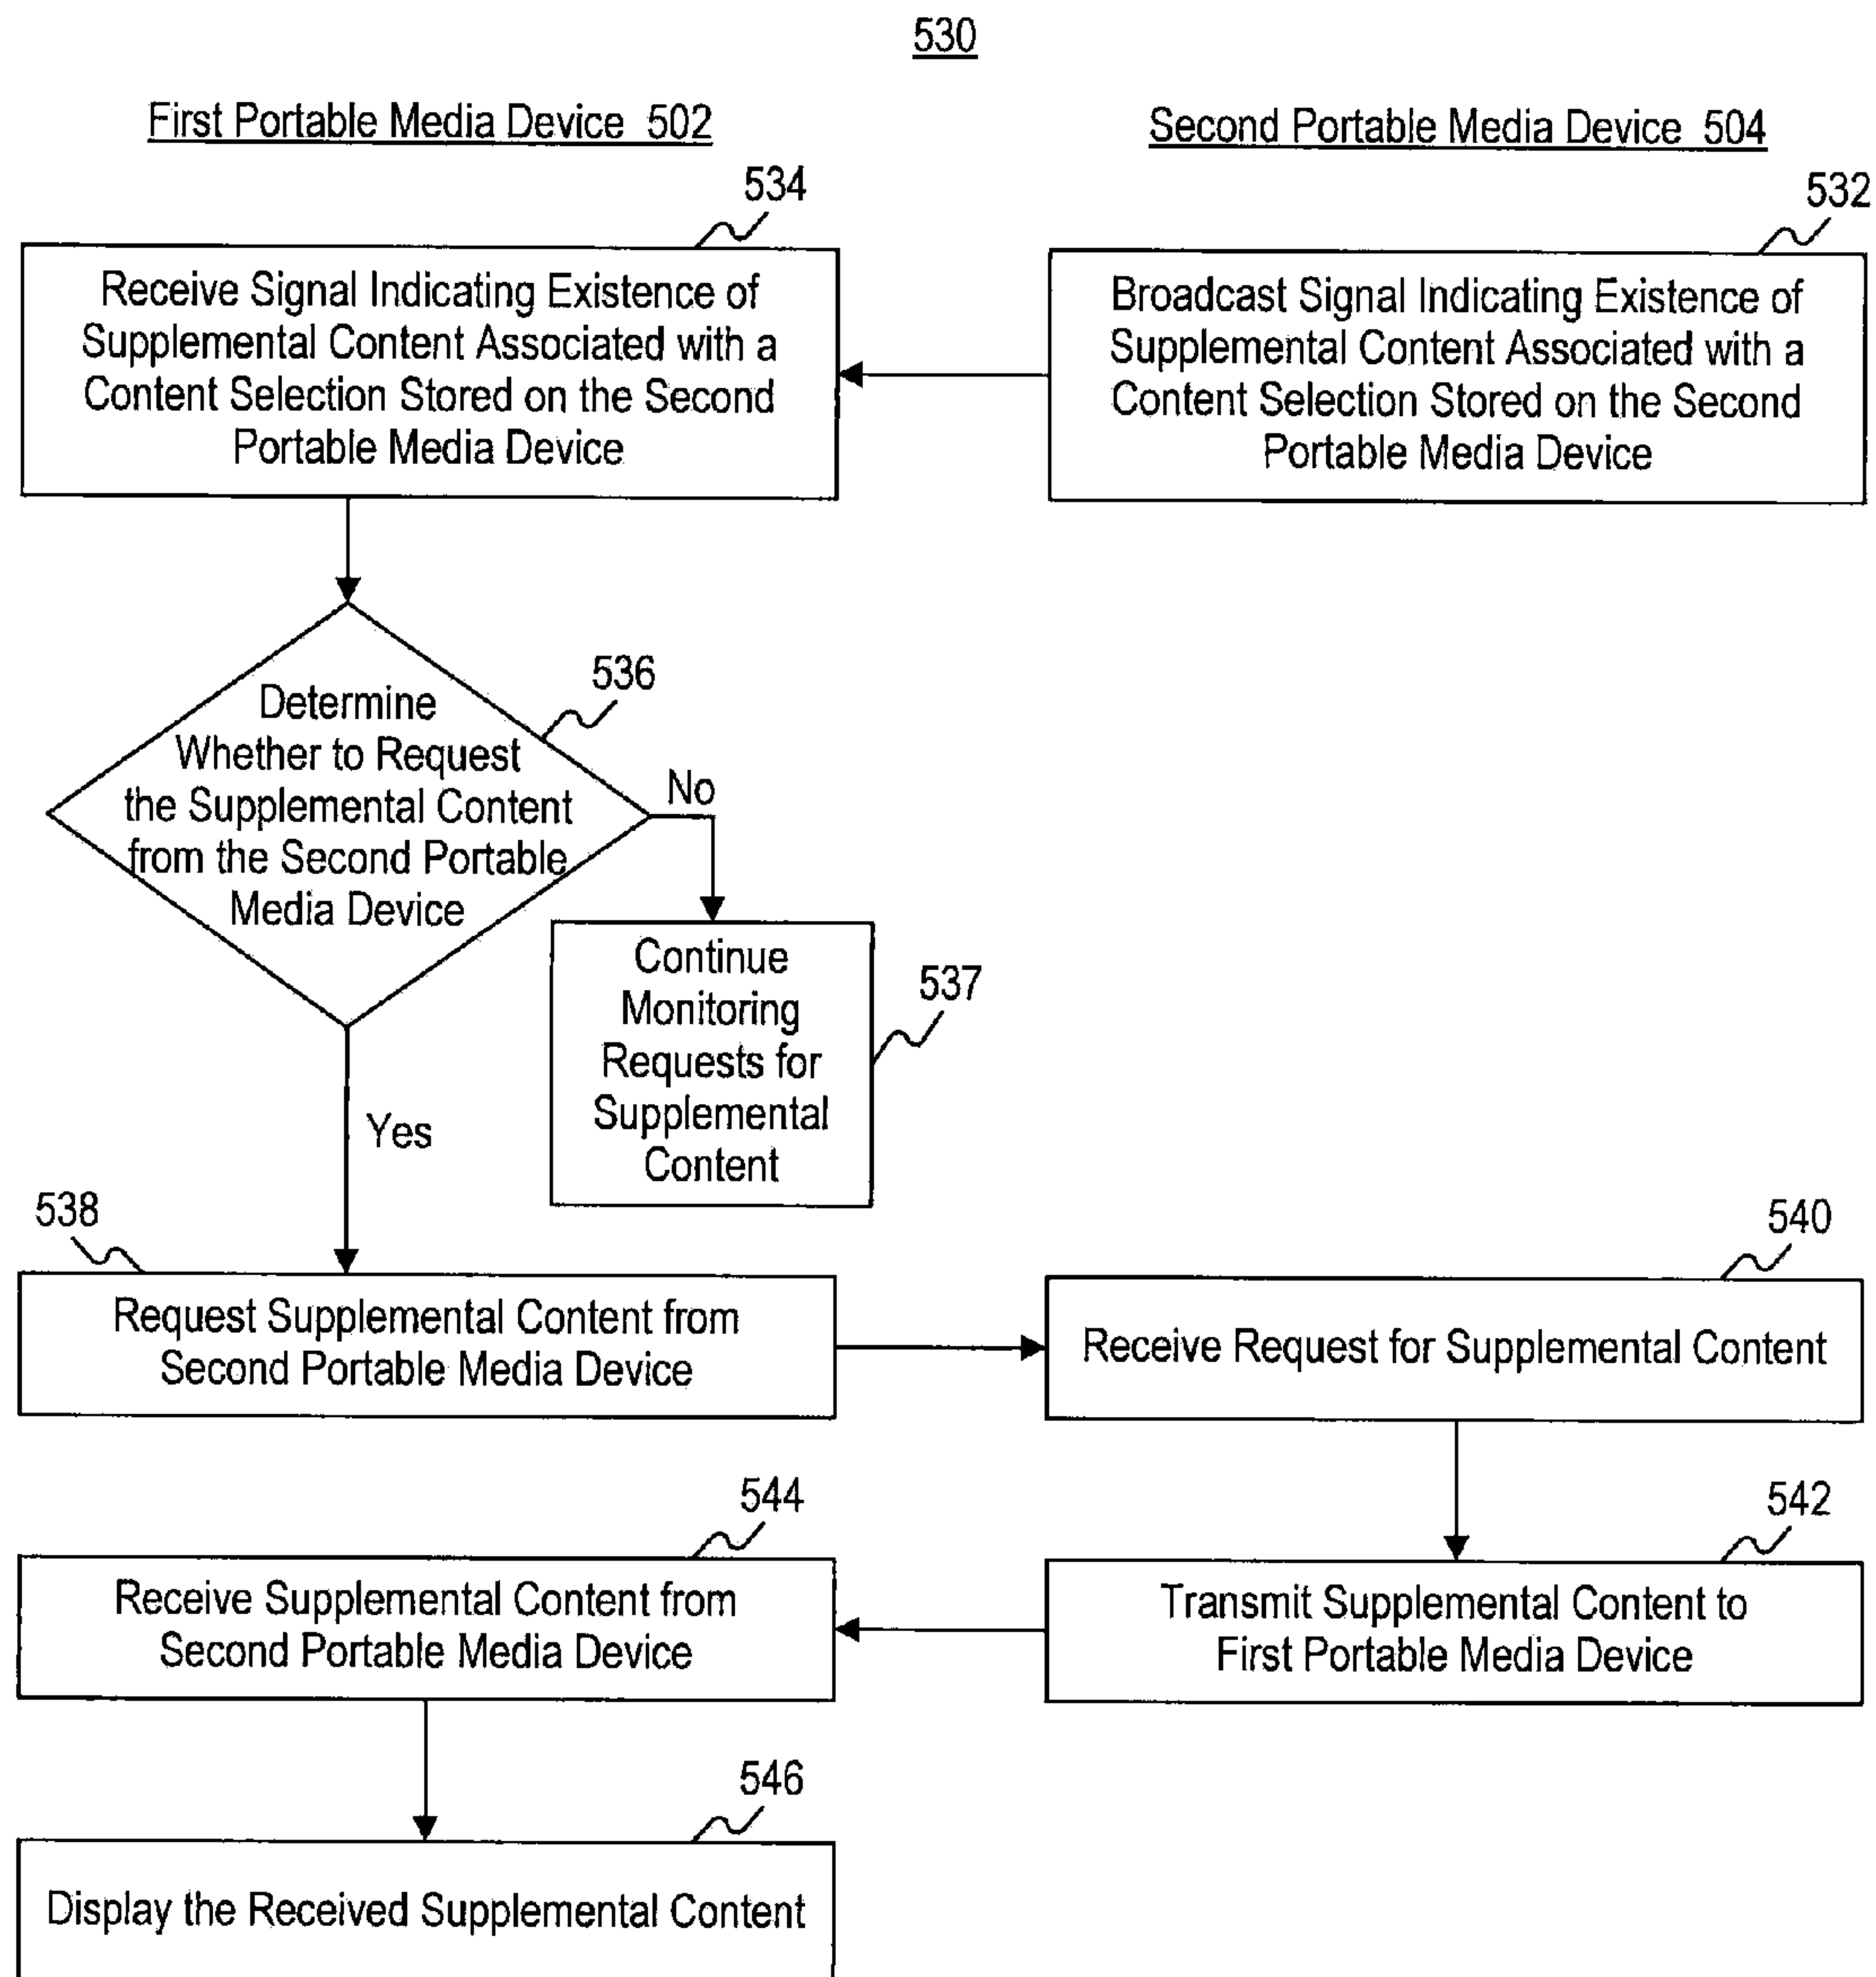 530
First Portable Media Device 502
Second Portable Media Device 504
534
Receive Signal Indicating Existence of
Supplemental Content Associated with a
Content Selection Stored on the Second
Portable Media Device
532
Broadcast Signal Indicating Existence of
Supplemental Content Associated with a
Content Selection Stored on the Second
Portable Media Device
536
Determine
Whether to Request
the Supplemental Content
from the Second Portable
Media Device
No
537
Continue
Monitoring
Requests for
Supplemental
Content
Yes
538
Request Supplemental Content from
Second Portable Media Device
540
Receive Request for Supplemental Content
542
Transmit Supplemental Content to
First Portable Media Device
544
Receive Supplemental Content from
Second Portable Media Device
546
Display the Received Supplemental Content